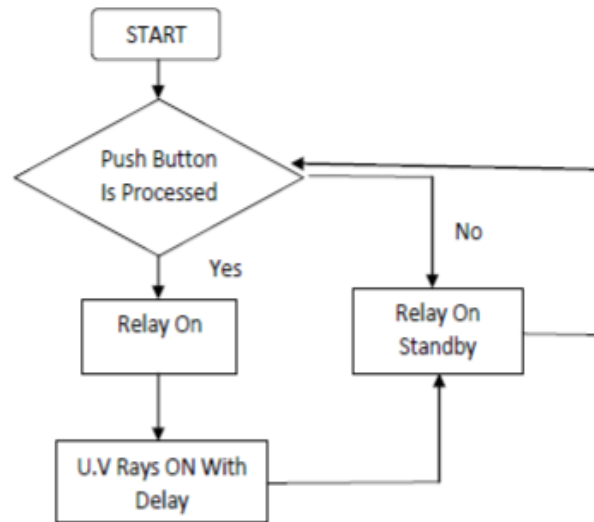 START
Push Button
Is Processed
Yes
No
Relay On
Relay On
Standby
U.V Rays ON With
Delay